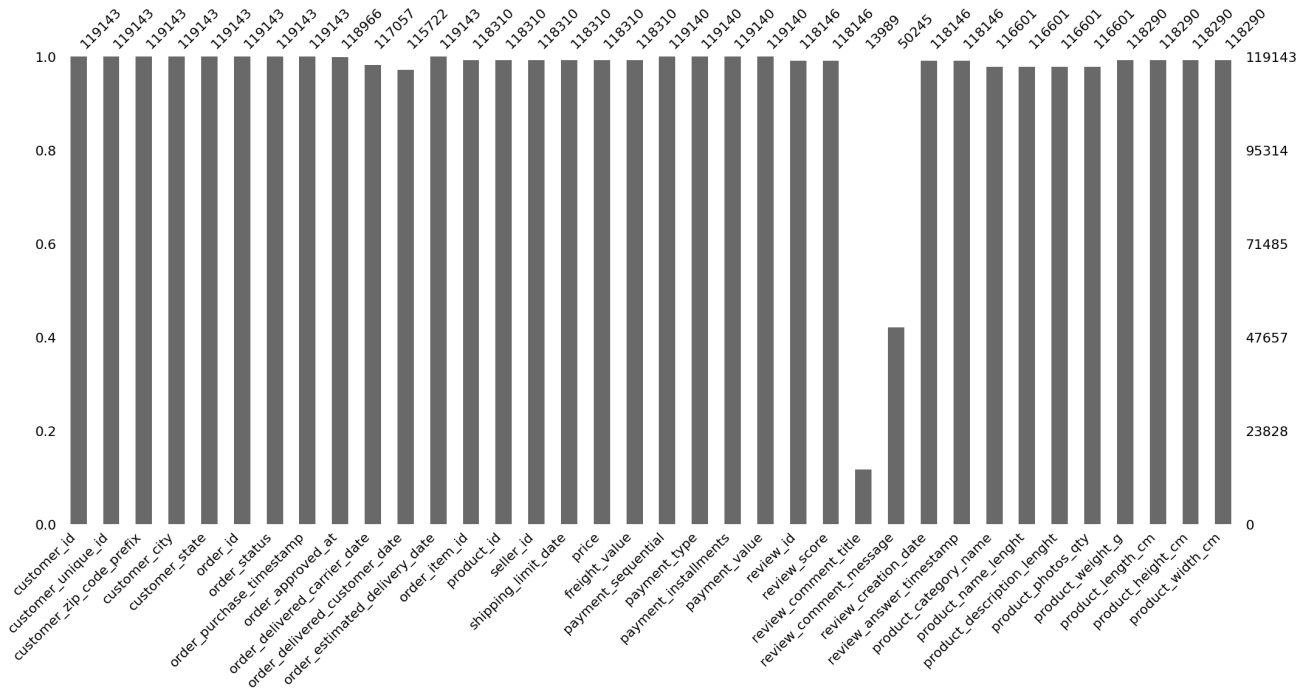 119143
119143
119143
119143
119143
119143
119143
119143
118966
117057
115722
119143
118310
118310
118310
118310
118310
118310
119140
119140
119140
119140
118146
118146
13989
50245
118146
118146
116601
116601
116601
116601
118290
118290
118290
118290
1.0
119143
0.8
95314
0.6
71485
0.4
47657
0.2
23828
0.0
0
customer_id
customer_unique_id
customer_zip_code_prefix
customer_city
customer_state
order_id
order_status
order_purchase_timestamp
order_approved_at
order_delivered_carrier_date
order_delivered_customer_date
order_estimated_delivery_date
order_item_id
product_id
seller_id
shipping_limit_date
price
freight_value
payment_sequential
payment_type
payment_installments
payment_value
review_id
review_score
review_comment_title
review_comment_message
review_creation_date
review_answer_timestamp
product_category_name
product_name_lenght
product_description_lenght
product_photos_qty
product_weight_g
product_length_cm
product_height_cm
product_width_cm